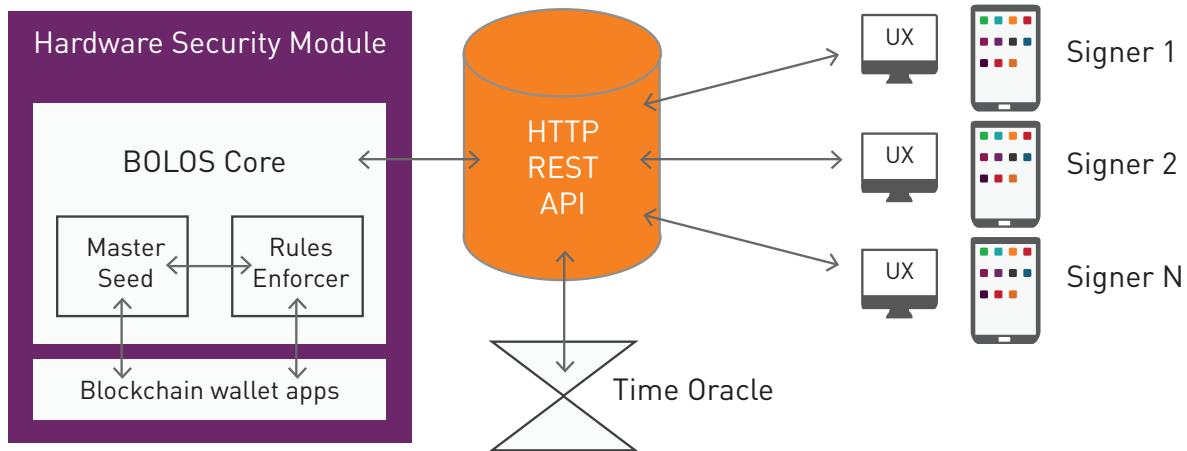 Hardware Security Module
BOLOS Core
Master
Seed
Rules
Enforcer
Blockchain wallet apps
HTTP
REST
API
Time Oracle
UX
Signer 1
UX
Signer 2
UX
Signer N